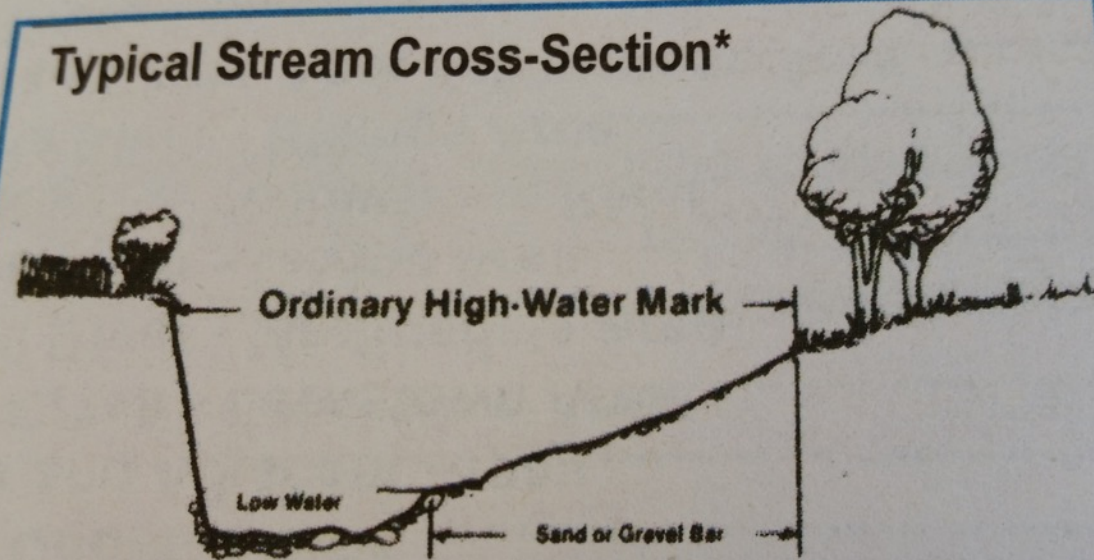 Typical Stream Cross-Section*
Ordinary High-Water Mark
Low Water
Sand or Gravel Bar